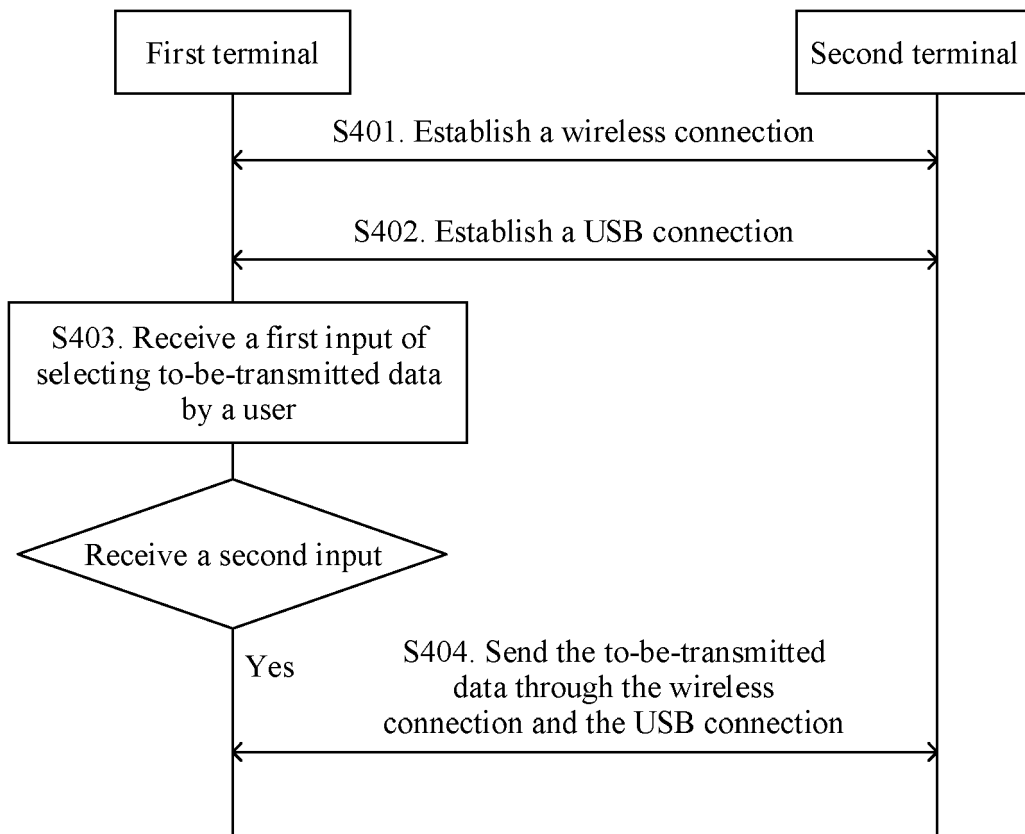 First terminal
Second terminal
S401. Establish a wireless connection
S402. Establish a USB connection
S403. Receive a first input of
selecting to-be-transmitted data
by a user
Receive a second input
Yes
S404. Send the to-be-transmitted
data through the wireless
connection and the USB connection